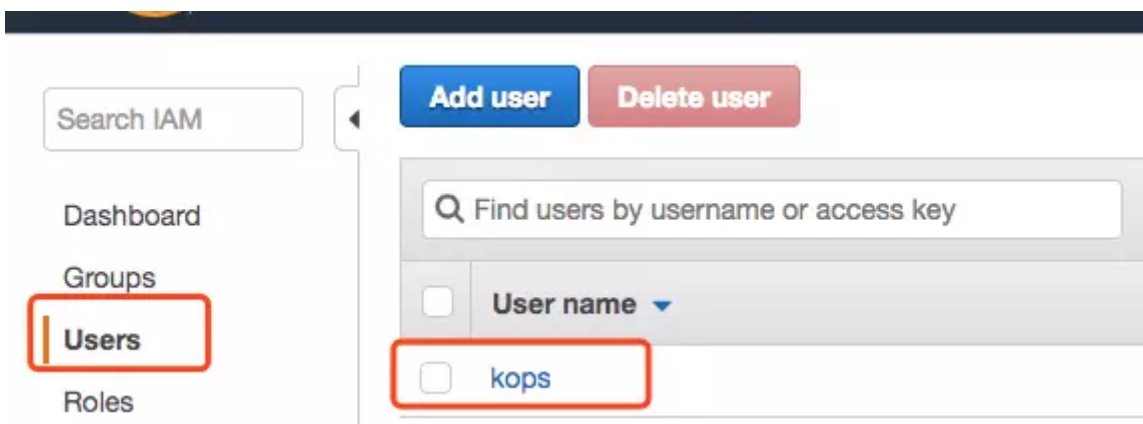 Search IAM
Dashboard
Groups
Users
Roles
Add user Delete user
Find users by username or access key
User name
kops